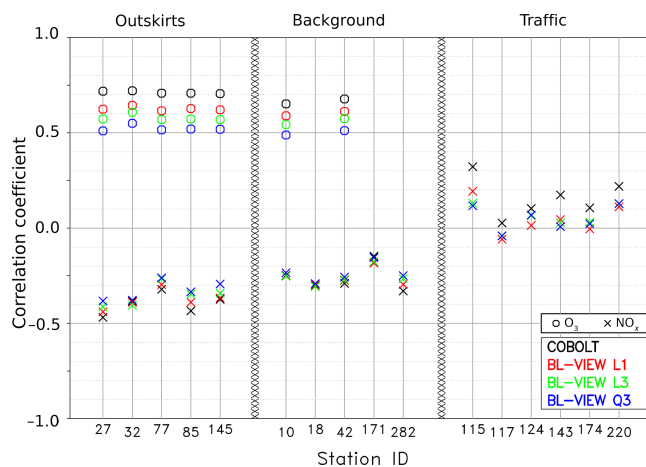 Outskirts Background Traffic
1.0
0.5
0.0
−0.5
−1.0
Correlation coefficient
O3 NOx
COBOLT
BL−VIEW L1
BL−VIEW L3
BL−VIEW Q3
27 32 77 85 145 10 18 42 171 282 115 117 124 143 174 220
Station ID